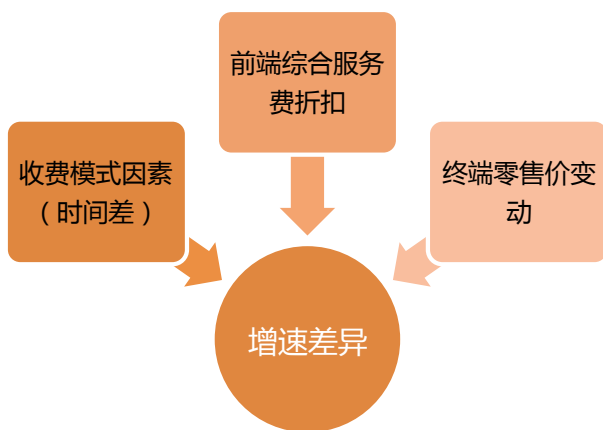 前端综合服务
费折扣
收费模式因素
（时间差）
终端零售价变
动
增速差异